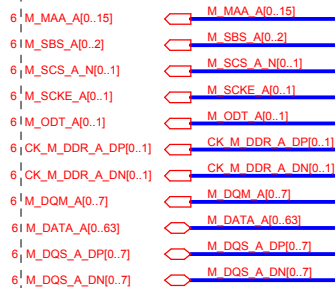 6 M_MAA_A[0..15] M_MAA_A[0..15]
6 M_SBS_A[0..2] M_SBS_A[0..2]
6 M_SCS_A_N[0..1] M_SCS_A_N[0..1]
6 M_SCKE_A[0..1] M_SCKE_A[0..1]
6 M_ODT_A[0..1] M_ODT_A[0..1]
6 CK_M_DDR_A_DP[0..1] CK_M_DDR_A_DP[0..1]
6 CK_M_DDR_A_DN[0..1] CK_M_DDR_A_DN[0..1]
6 M_DQM_A[0..7] M_DQM_A[0..7]
6 M_DATA_A[0..63] M_DATA_A[0..63]
6 M_DQS_A_DP[0..7] M_DQS_A_DP[0..7]
6 M_DQS_A_DN[0..7] M_DQS_A_DN[0..7]